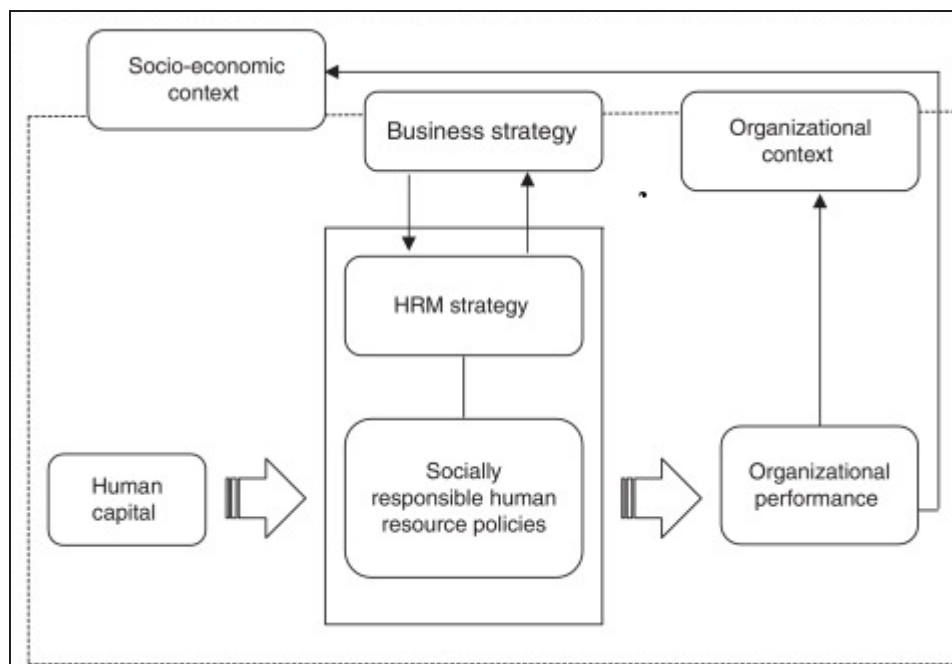 Socio-economic
context
Business strategy
Organizational
context
HRM strategy
Human
capital
Socially
responsible human
resource policies
Organizational
performance